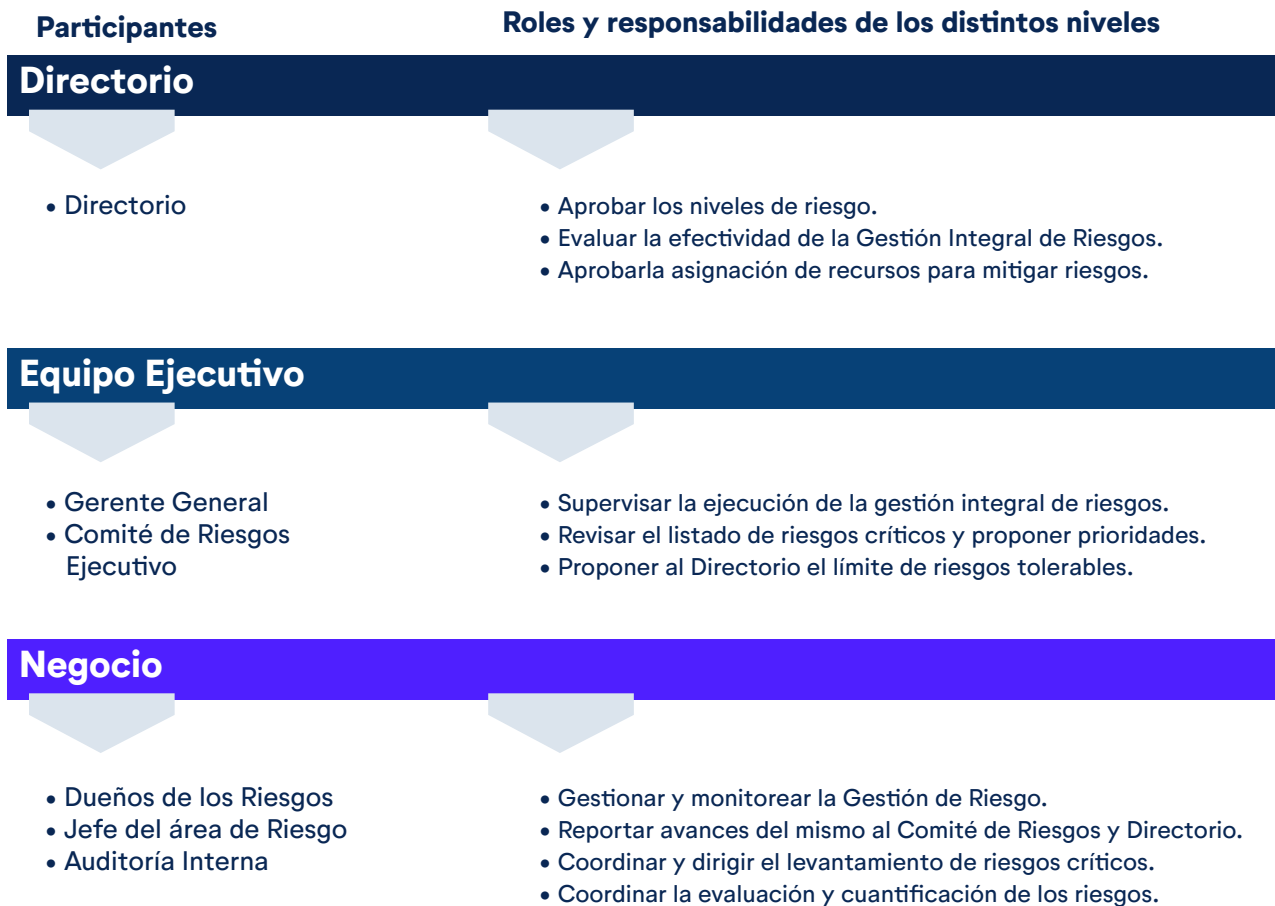 Participantes
Roles y responsabilidades de los distintos niveles
Directorio
• Directorio
• Aprobar los niveles de riesgo.
• Evaluar la efectividad de la Gestión Integral de Riesgos.
• Aprobarla asignación de recursos para mitigar riesgos.
Equipo Ejecutivo
• Gerente General
• Comité de Riesgos
Ejecutivo
• Supervisar la ejecución de la gestión integral de riesgos.
• Revisar el listado de riesgos críticos y proponer prioridades.
• Proponer al Directorio el límite de riesgos tolerables.
Negocio
• Dueños de los Riesgos
• Jefe del área de Riesgo
• Auditoría Interna
• Gestionar y monitorear la Gestión de Riesgo.
• Reportar avances del mismo al Comité de Riesgos y Directorio.
• Coordinar y dirigir el levantamiento de riesgos críticos.
• Coordinar la evaluación y cuantificación de los riesgos.